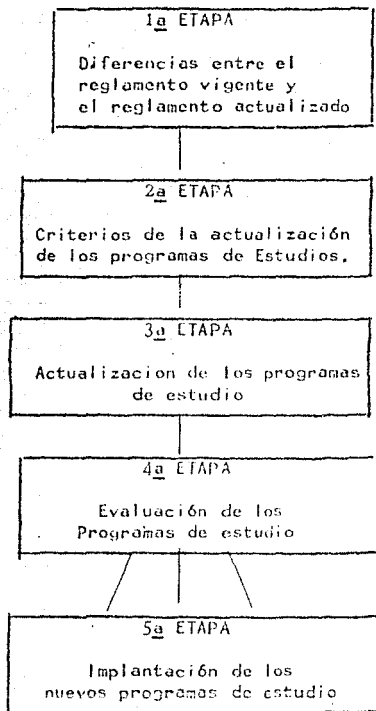 1a ETAPA
Diferencias entre el
reglamento vigente y
el reglamento actualizado
2a ETAPA
Criterios de la actualización
de los programas de Estudios.
3a ETAPA
Actualizacion de los programas
de estudio
4a ETAPA
Evaluación de los
Programas de estudio
5a ETAPA
Implantación de los
nuevos programas de estudio